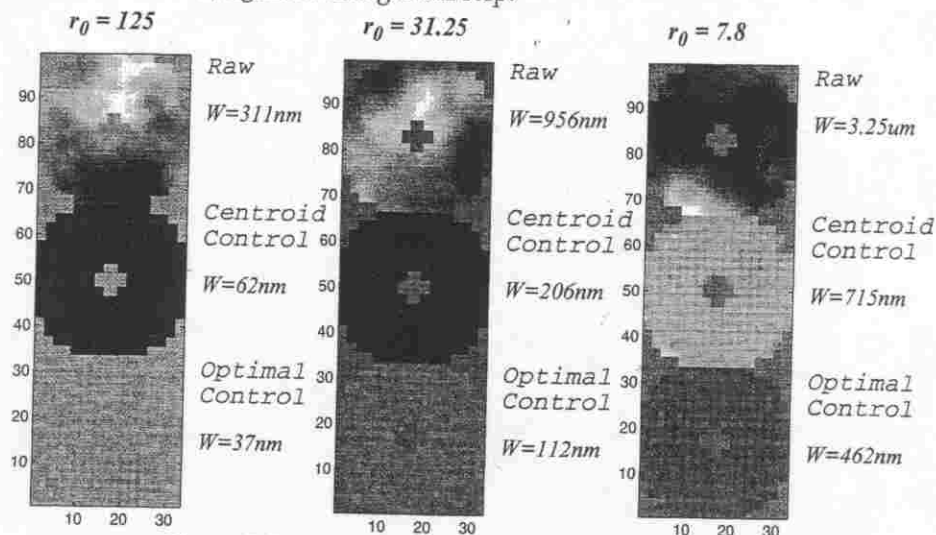 r0 = 125
Raw
W=311nm
Centroid
Control
W=62nm
Optimal
Control
W=37nm
90
80
70
60
50
40
30
20
10
10 20 30
r0 = 31.25
Raw
W=956nm
Centroid
Control
W=206nm
Optimal
Control
W=112nm
90
80
70
60
50
40
30
20
10
10 20 30
r0 = 7.8
Raw
W=3.25um
Centroid
Control
W=715nm
Optimal
Control
W=462nm
90
80
70
60
50
40
30
20
10
10 20 30